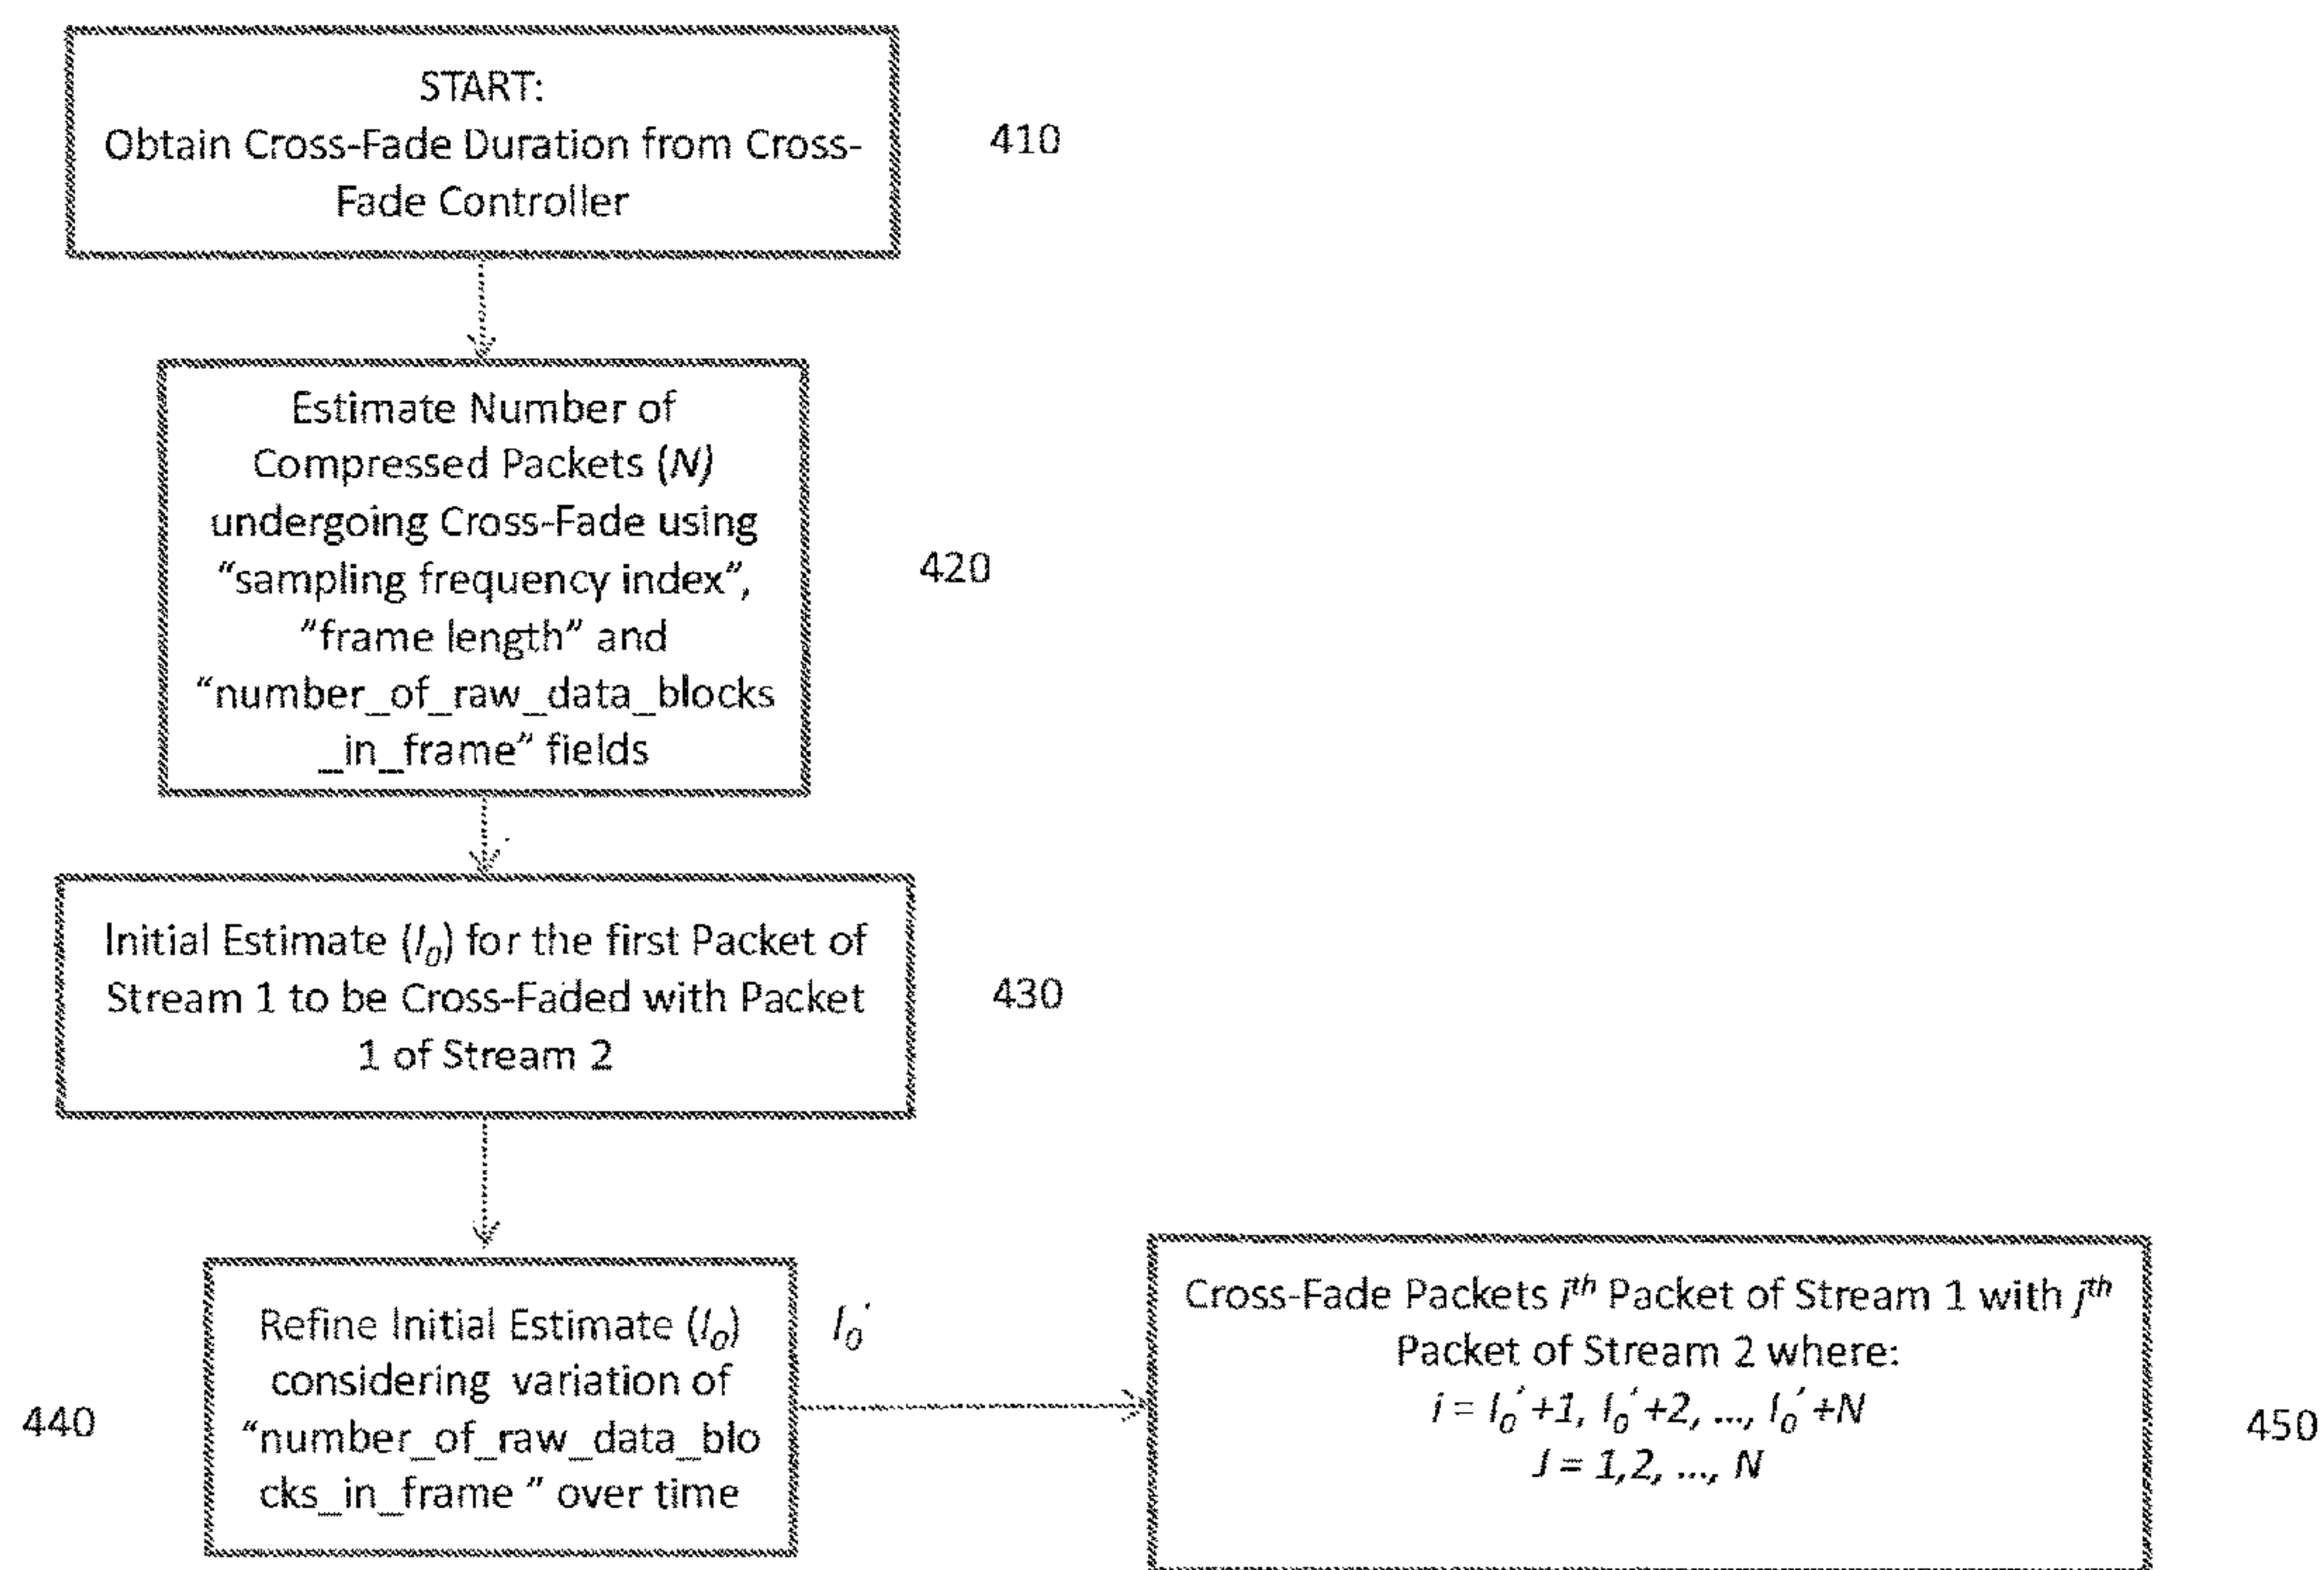 START:
Obtain Cross-Fade Duration from Cross-
Fade Controller
410
Estimate Number of
Compressed Packets (N)
undergoing Cross-Fade using
“sampling frequency index”,
“frame length” and
“number_of_raw_data_blocks
_in_frame” fields
420
Initial Estimate (I₀) for the first Packet of
Stream 1 to be Cross-Faded with Packet
1 of Stream 2
430
Refine Initial Estimate (I₀)
considering variation of
“number_of_raw_data_blo
cks_in_frame ” over time
440
I₀'
Cross-Fade Packets iᵗʰ Packet of Stream 1 with jᵗʰ
Packet of Stream 2 where:
i = I₀'+1, I₀'+2, ..., I₀'+N
J = 1,2, ..., N
450